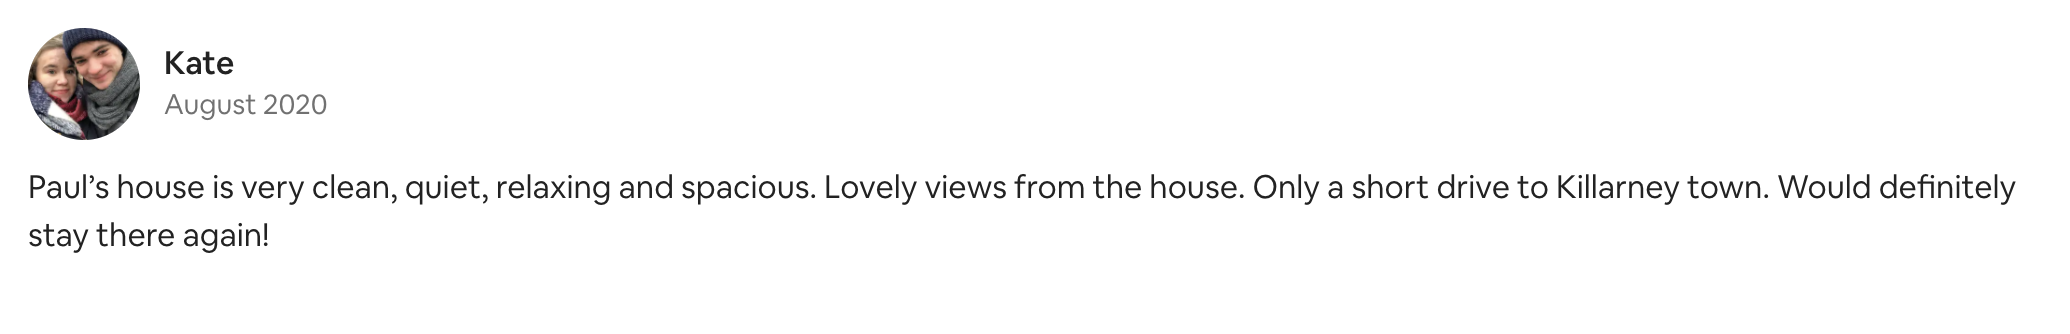 Kate
August 2020
Paul’s house is very clean, quiet, relaxing and spacious. Lovely views from the house. Only a short drive to Killarney town. Would definitely
stay there again!